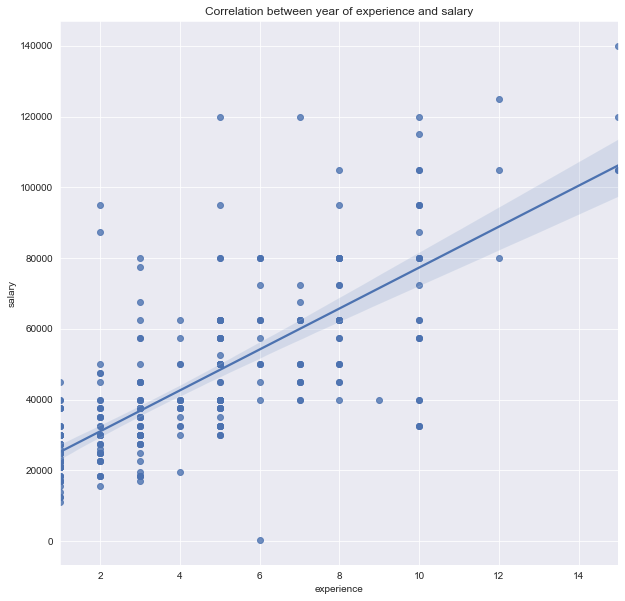 Correlation between year of experience and salary
140000
120000
100000
80000
60000
40000
20000
0
salary
2 4 6 8 10 12 14
experience